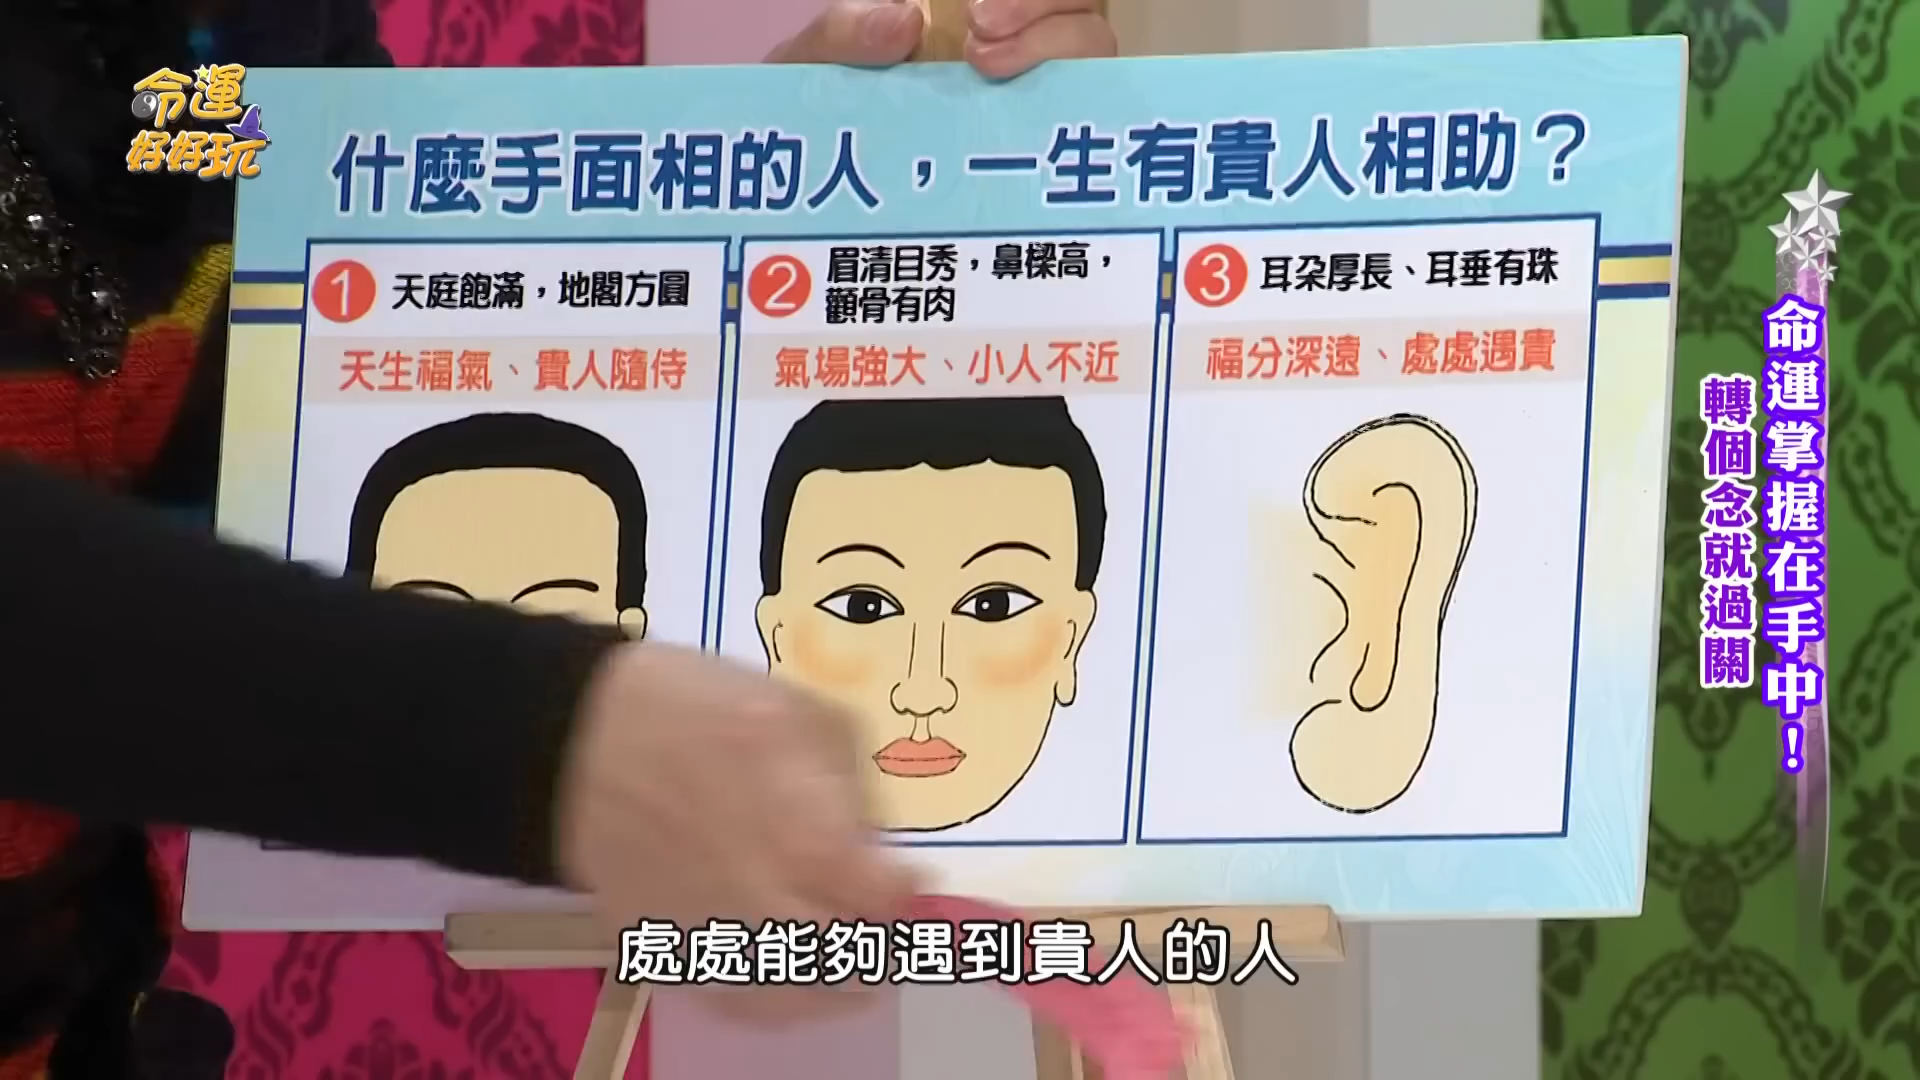 命運
好好玩
什麼手面相的人，一生有貴人相助？
1 天庭飽滿，地閣方圓
天生福氣、貴人隨侍
2 眉清目秀，鼻樑高，
顴骨有肉
氣場強大、小人不近
3 耳朵厚長、耳垂有珠
福分深遠、處處遇貴
命運掌握在手中！
轉個念就過關
處處能夠遇到貴人的人